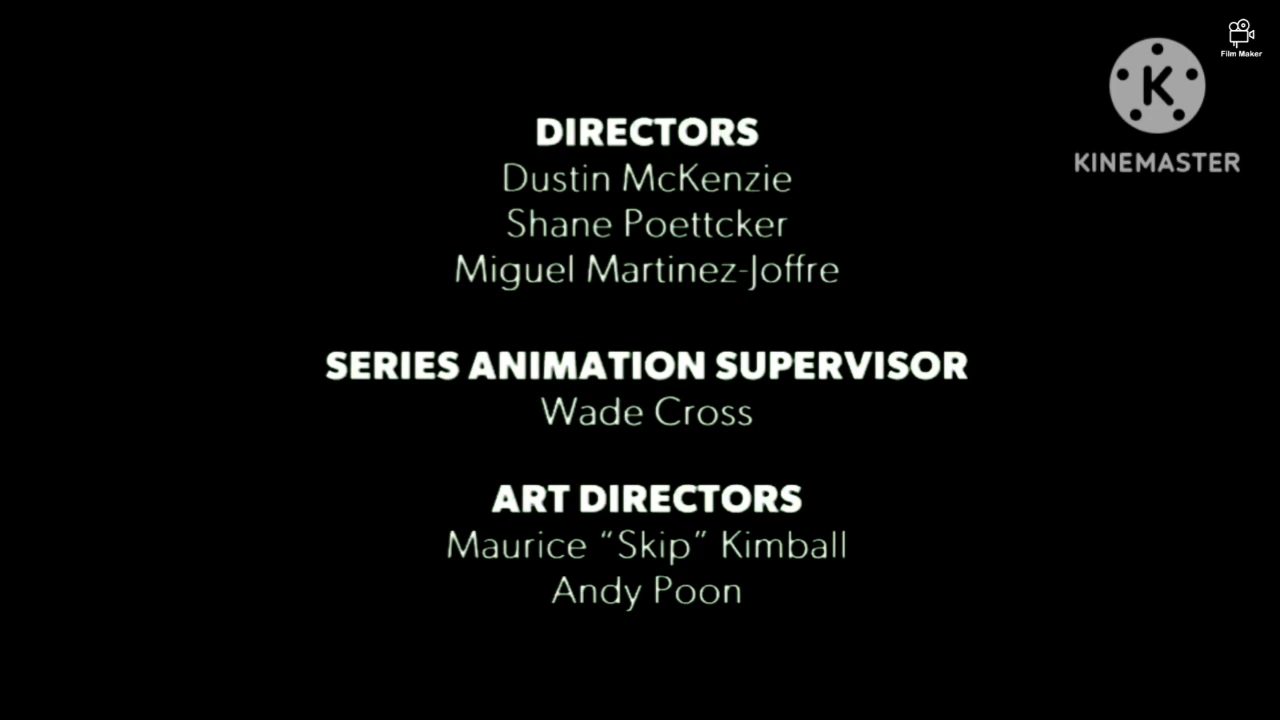 Film Maker
K
KINEMASTER
DIRECTORS
Dustin McKenzie
Shane Poettcker
Miguel Martinez-Joffre
SERIES ANIMATION SUPERVISOR
Wade Cross
ART DIRECTORS
Maurice “Skip” Kimball
Andy Poon